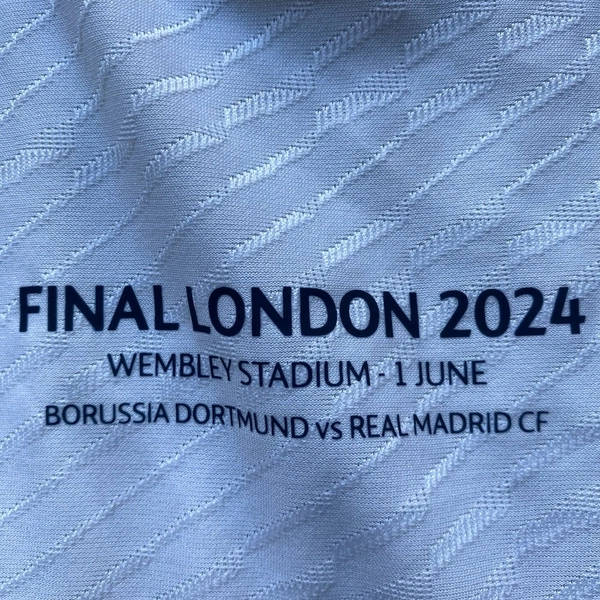 FINAL LONDON 2024
WEMBLEY STADIUM - 1 JUNE
BORUSSIA DORTMUND vs REAL MADRID CF